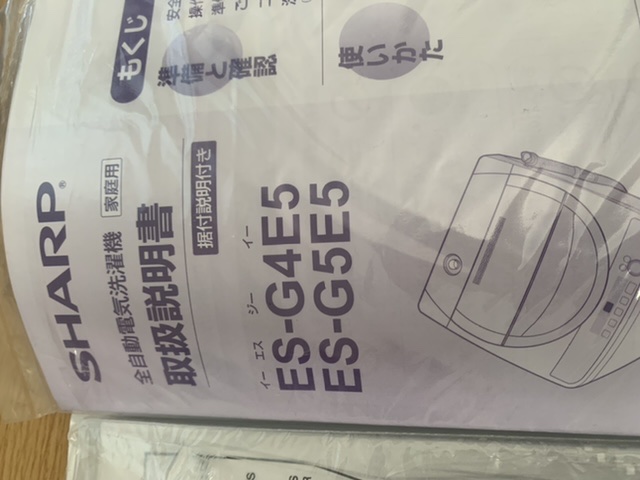 SHARP®
全自動電気洗濯機 家庭用
取扱説明書
据付説明付き
イー エス ジー イー
ES-G4E5
ES-G5E5
もくじ
準備と確認
使いかた